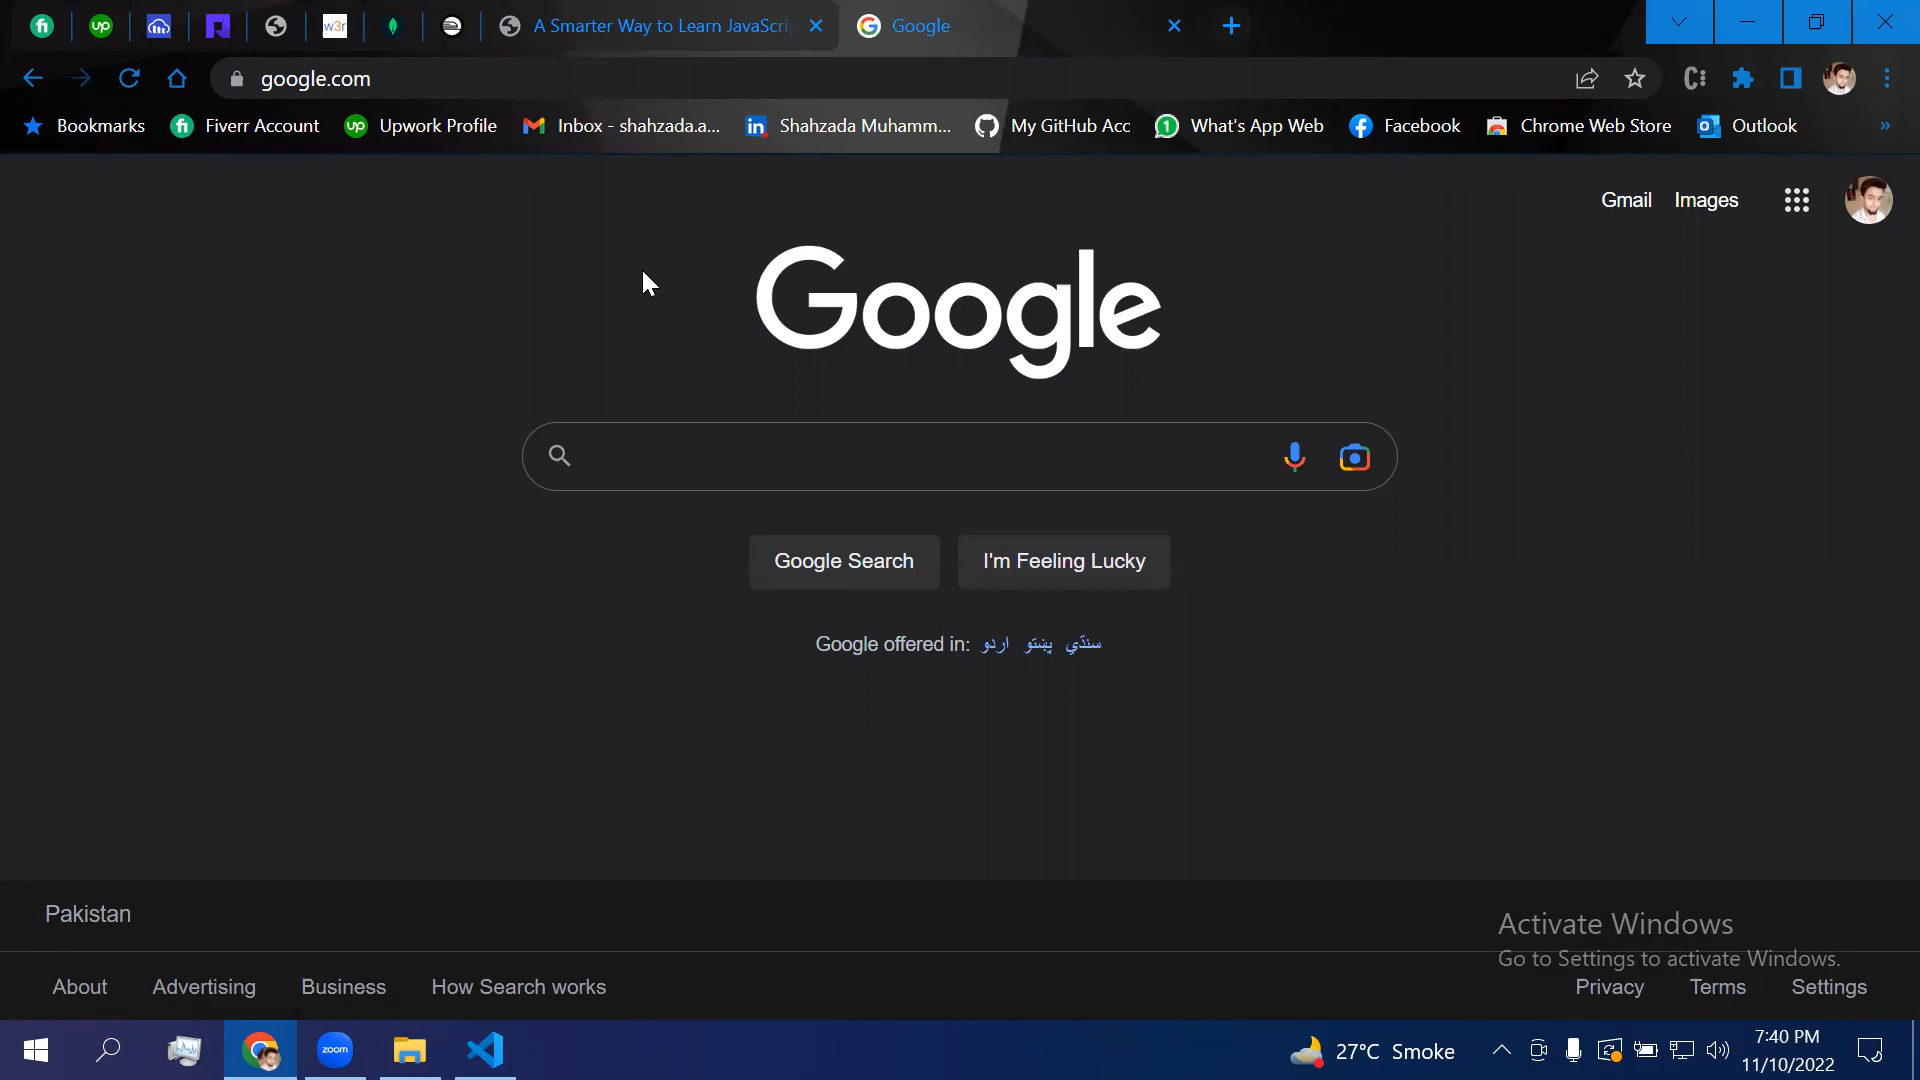 A Smarter Way to Learn JavaScri
Google
google.com
Bookmarks
Fiverr Account
Upwork Profile
Inbox - shahzada.a...
Shahzada Muhamm...
My GitHub Acc
What's App Web
Facebook
Chrome Web Store
Outlook
Gmail
Images
Google
Google Search
I'm Feeling Lucky
Google offered in: اردو پښتو سنڌي
Pakistan
Activate Windows
Go to Settings to activate Windows.
About
Advertising
Business
How Search works
Privacy
Terms
Settings
zoom
27°C Smoke
7:40 PM
11/10/2022